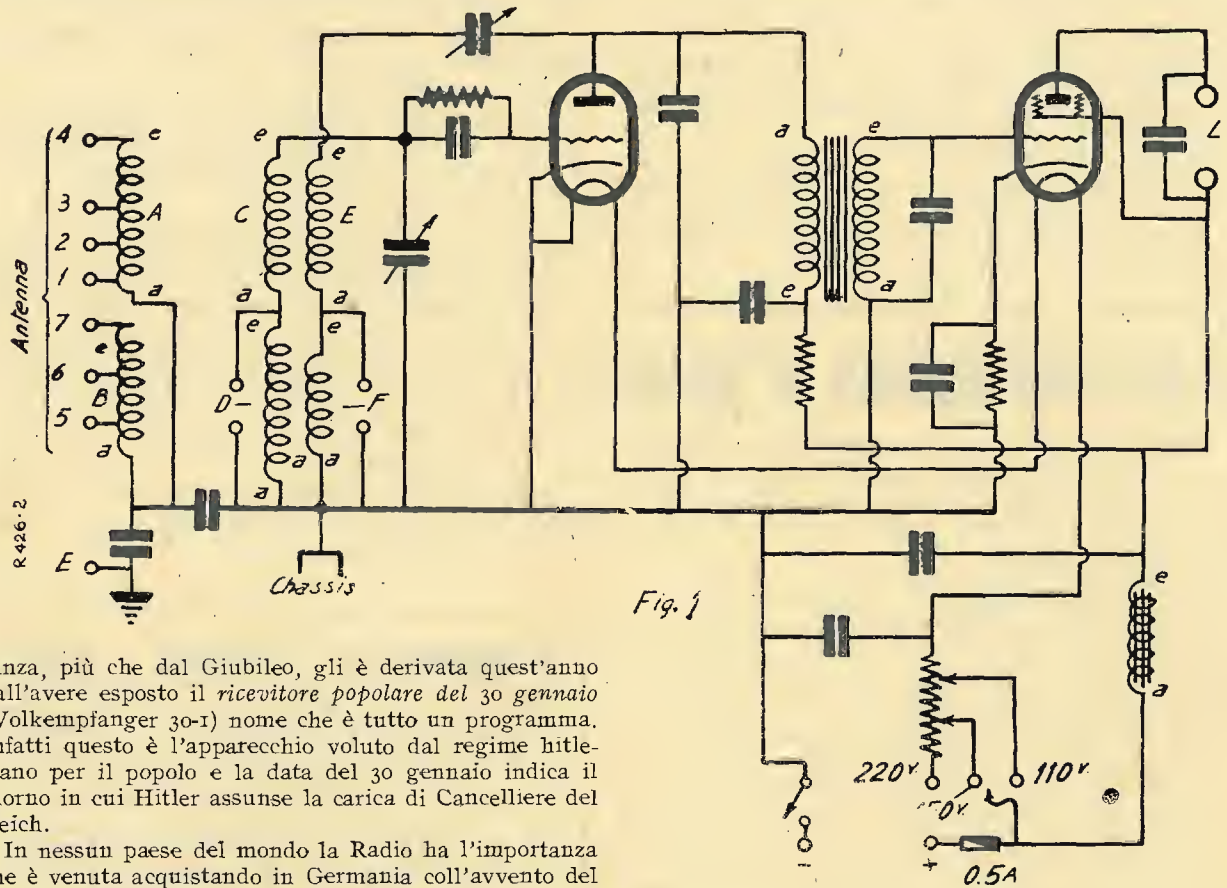 4
e
3
A
2
1
a
Antenna
7
e
6
B
5
a
R 426·2
E
e
C
e
E
a
a
e
e
D-
-F
a
a
a
Chassis
Fig. 1
a
e
e
a
L
e
a
220 v.
110 v.
-
+
0.5A
nza, più che dal Giubileo, gli è derivata quest'anno
all'avere esposto il ricevitore popolare del 30 gennaio
Volkempfanger 30-1) nome che è tutto un programma.
nfatti questo è l'apparecchio voluto dal regime hitle-
ano per il popolo e la data del 30 gennaio indica il
orno in cui Hitler assunse la carica di Cancelliere del
eich.
In nessun paese del mondo la Radio ha l'importanza
he è venuta acquistando in Germania coll'avvento del